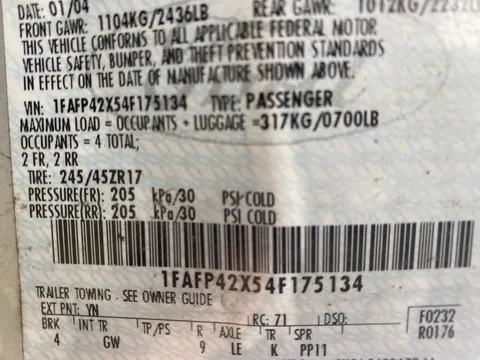 DATE: 01/04
FRONT GAWR: 1104KG/2436LB REAR GAWR: 1012KG/2232L
THIS VEHICLE CONFORMS TO ALL APPLICABLE FEDERAL MOTOR
VEHICLE SAFETY, BUMPER, AND THEFT PREVENTION STANDARDS
IN EFFECT ON THE DATE OF MANUFACTURE SHOWN ABOVE.
VIN: 1FAFP42X54F175134 TYPE: PASSENGER
MAXIMUM LOAD = OCCUPANTS + LUGGAGE =317KG/0700LB
OCCUPANTS = 4 TOTAL;
2 FR, 2 RR
TIRE: 245/45ZR17
PRESSURE(FR): 205 kPa/30 PSI COLD
PRESSURE(RR): 205 kPa/30 PSI COLD
1FAFP42X54F175134
TRAILER TOWING - SEE OWNER GUIDE
EXT PNT: YN RC: 71 DSO: F0232
BRK INT TR TP/PS R AXLE TR SPR R0176
4 GW 9 LE K PP11